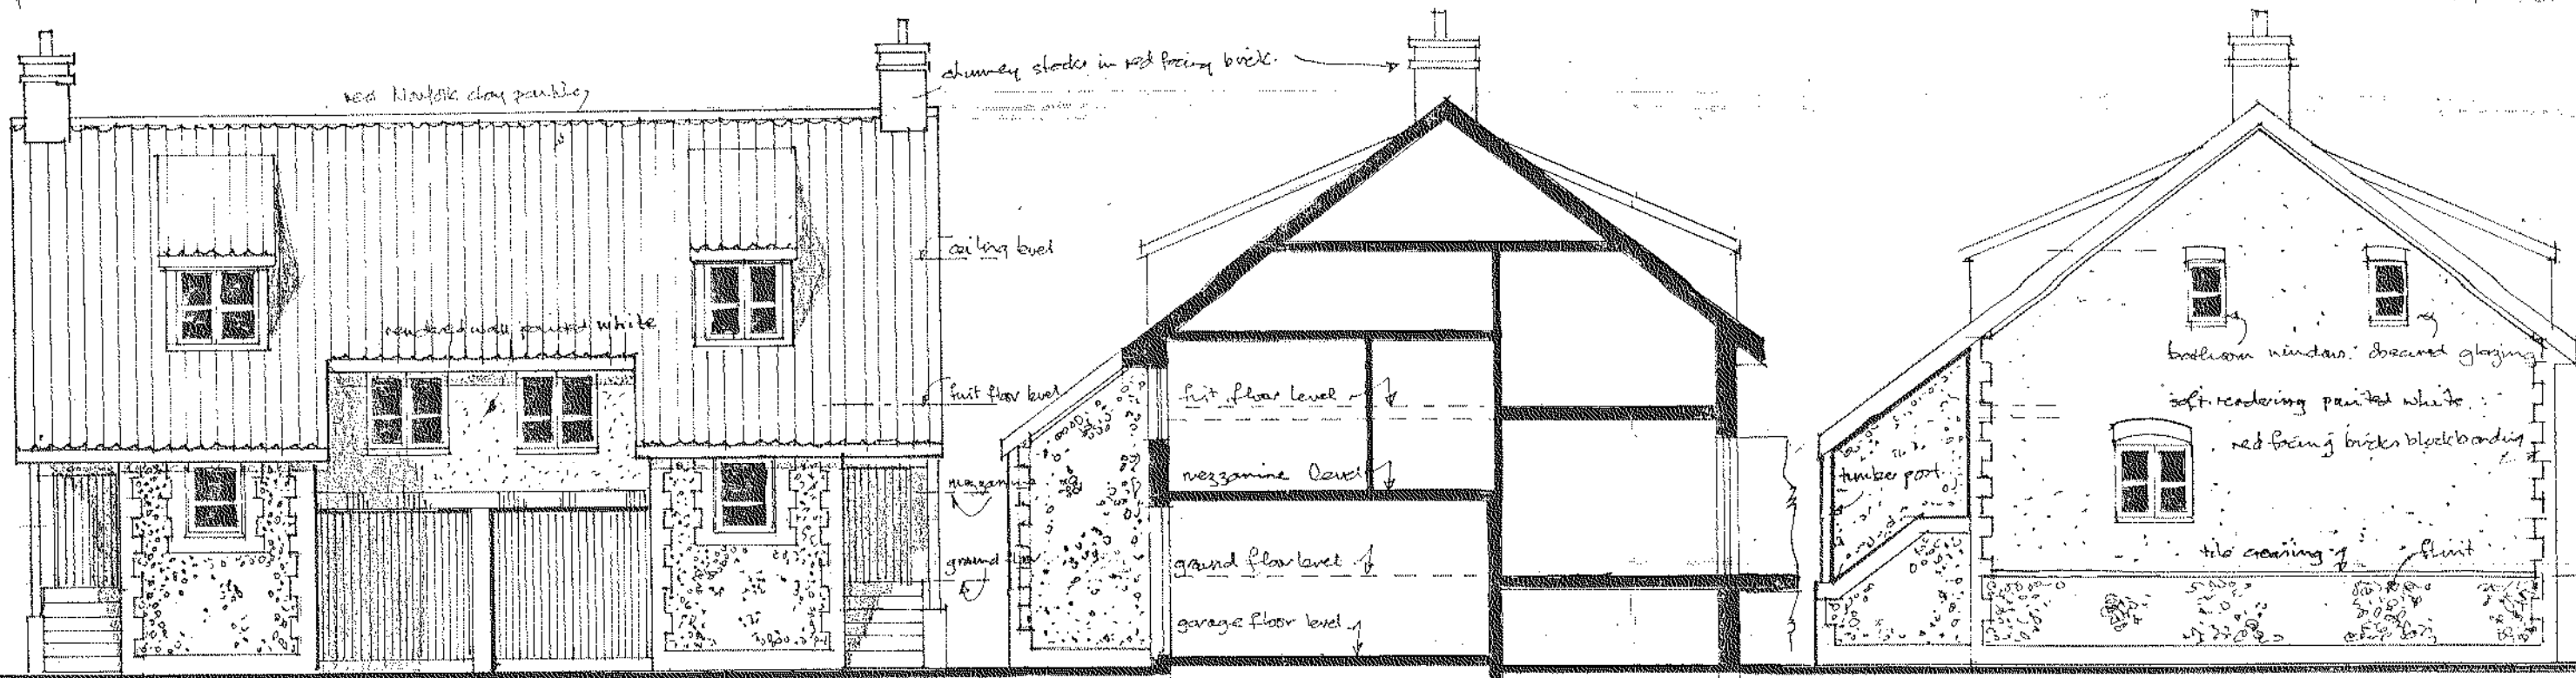 chimney stacks in red facing brick.
red Norfolk clay pantiles
ceiling level
rendered wall painted white
first floor level
mezzanine
ground floor
first floor level
mezzanine level
ground floor level
garage floor level
bathroom windows: obscured glazing
soft rendering painted white
red facing bricks block bonding
timber post
tile creasing
flint